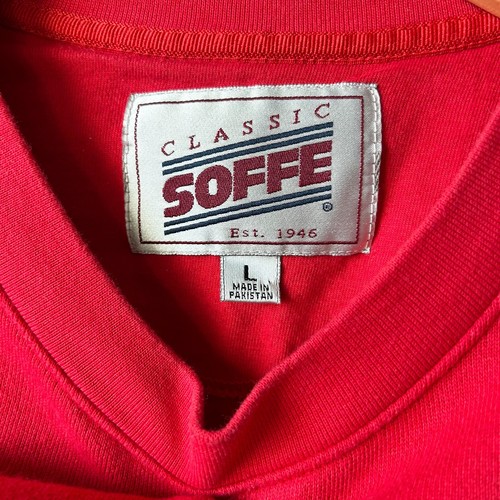 CLASSIC
SOFFE
®
Est. 1946
L
MADE IN
PAKISTAN